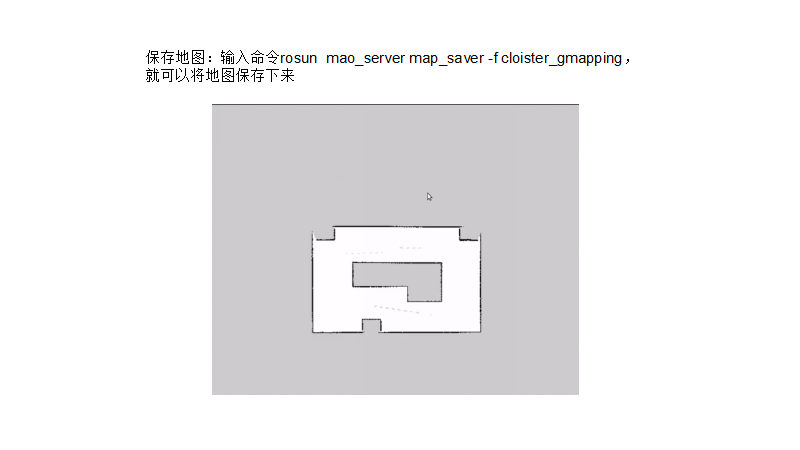 保存地图：输入命令rosun  mao_server map_saver -f cloister_gmapping，
就可以将地图保存下来